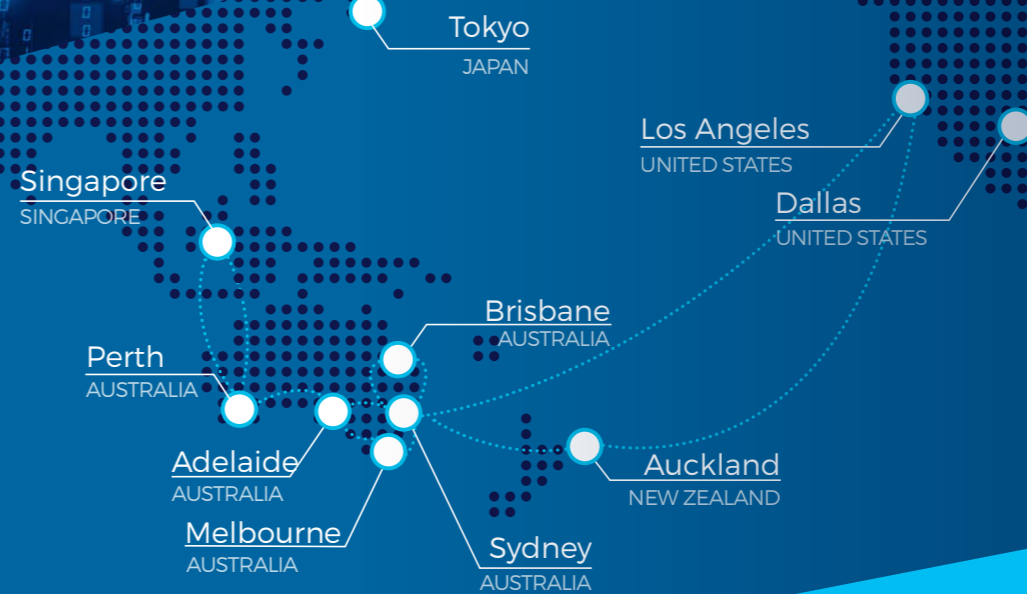 Tokyo
JAPAN
Los Angeles
UNITED STATES
Singapore
SINGAPORE
Dallas
UNITED STATES
Brisbane
AUSTRALIA
Perth
AUSTRALIA
Adelaide
AUSTRALIA
Auckland
NEW ZEALAND
Melbourne
AUSTRALIA
Sydney
AUSTRALIA